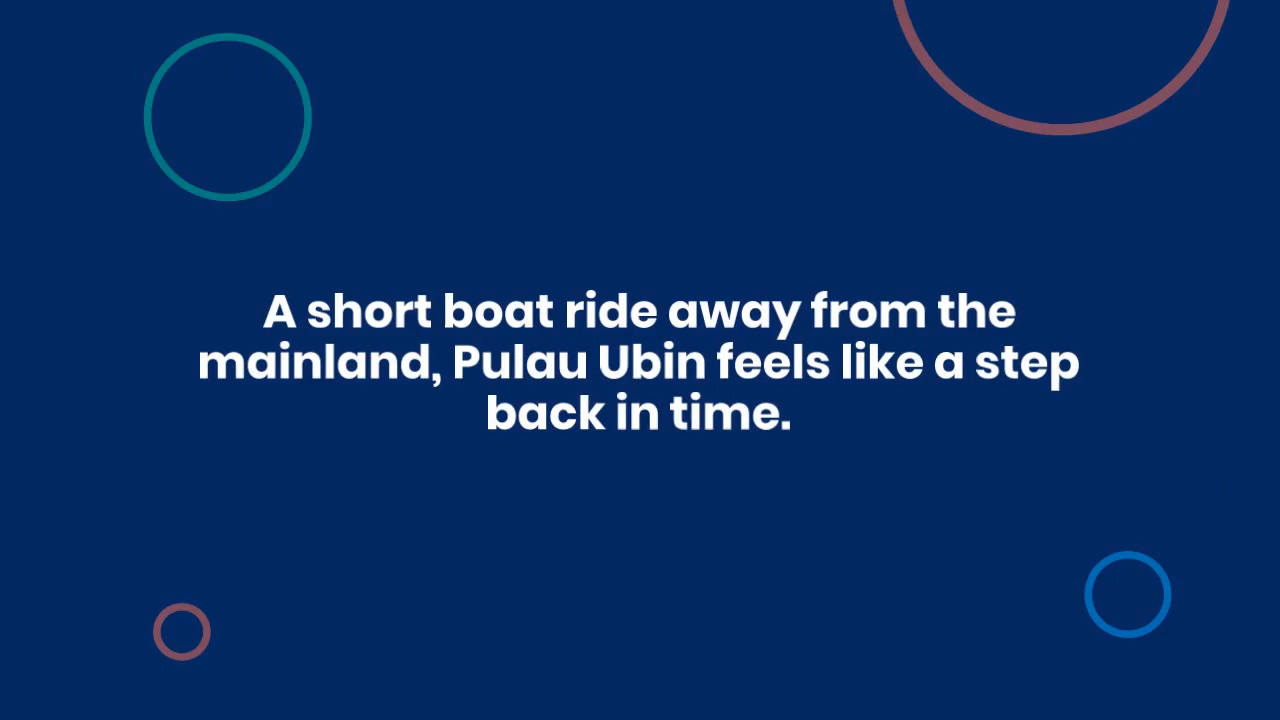 A short boat ride away from the
mainland, Pulau Ubin feels like a step
back in time.